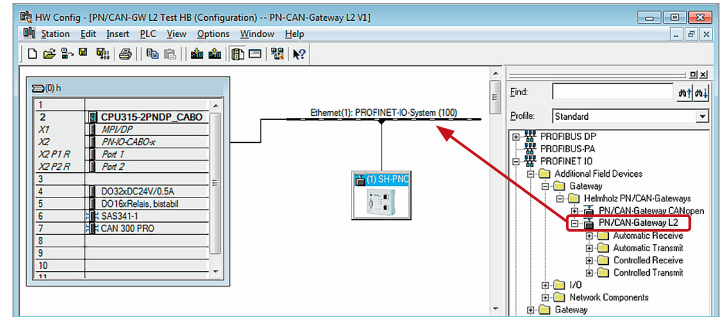 HW Config - [PN/CAN-GW L2 Test HB (Configuration) -- PN-CAN-Gateway L2 V1]
Station Edit Insert PLC View Options Window Help
(0) h
1
2 CPU315-2PNDP_CABO
X1 MPI/DP
X2 PN-IO-CABO-x
X2 P1 R Port 1
X2 P2 R Port 2
3
4 DO32xDC24V/0.5A
5 DO16xRelais, bistabil
6 SAS341-1
7 CAN 300 PRO
8
9
10
11
Ethernet(1): PROFINET-IO-System (100)
(1) SH-PNC
Find:
Profile: Standard
PROFIBUS DP
PROFIBUS-PA
PROFINET IO
Additional Field Devices
Gateway
Helmholz PN/CAN-Gateways
PN/CAN-Gateway CANopen
PN/CAN-Gateway L2
Automatic Receive
Automatic Transmit
Controlled Receive
Controlled Transmit
I/O
Network Components
Gateway